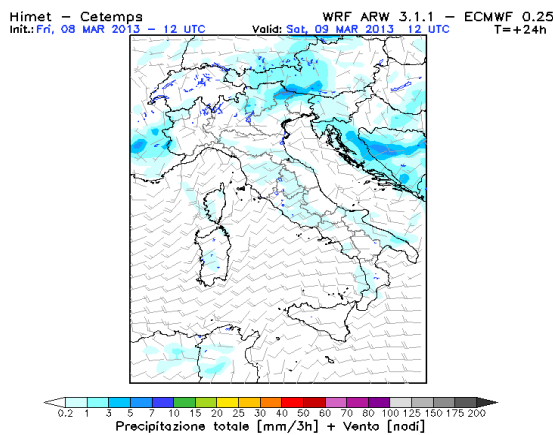 Himet – Cetemps WRF ARW 3.1.1 – ECMWF 0.25
Init.: Fri, 08 MAR 2013 – 12 UTC Valid: Sat, 09 MAR 2013 12 UTC T=+24h
0.2 1 3 5 7 10 15 20 25 30 40 50 60 70 80 100 125 150 175 200
Precipitazione totale [mm/3h] + Vento [nodi]